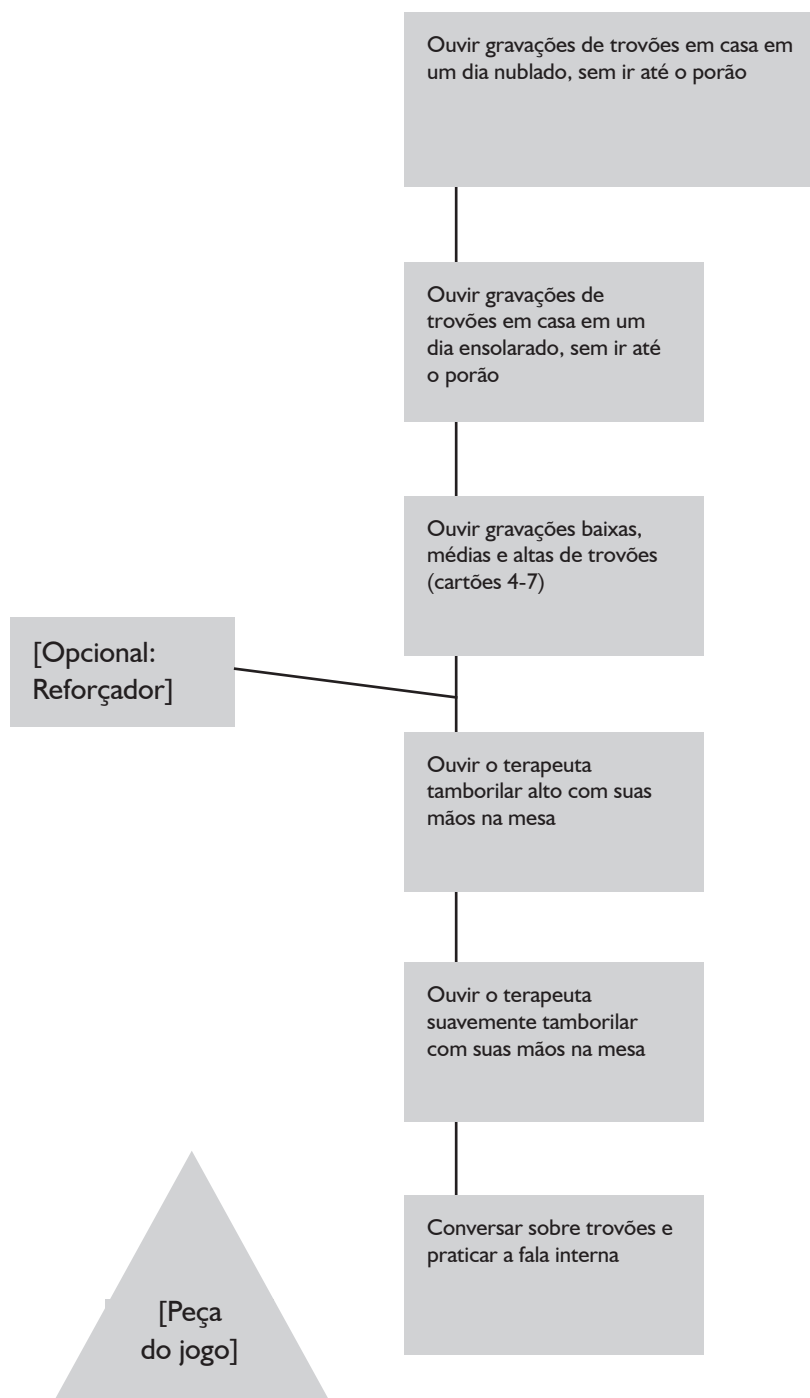 Ouvir gravações de trovões em casa em
um dia nublado, sem ir até o porão
Ouvir gravações de
trovões em casa em um
dia ensolarado, sem ir até
o porão
Ouvir gravações baixas,
médias e altas de trovões
(cartões 4-7)
[Opcional:
Reforçador]
Ouvir o terapeuta
tamborilar alto com suas
mãos na mesa
Ouvir o terapeuta
suavemente tamborilar
com suas mãos na mesa
Conversar sobre trovões e
praticar a fala interna
[Peça
do jogo]